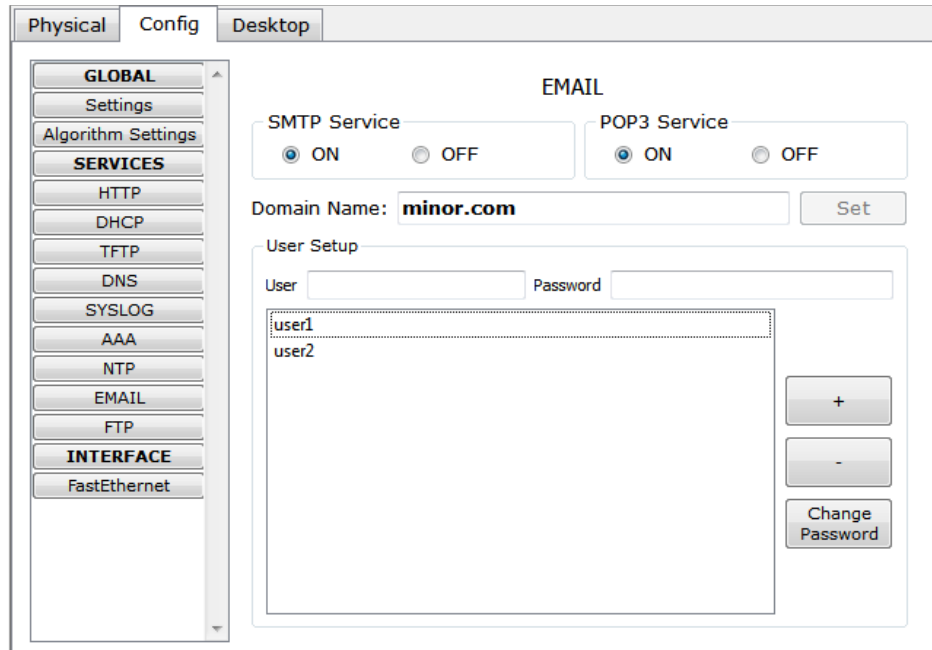 Physical Config Desktop
GLOBAL
Settings
Algorithm Settings
SERVICES
HTTP
DHCP
TFTP
DNS
SYSLOG
AAA
NTP
EMAIL
FTP
INTERFACE
FastEthernet
EMAIL
SMTP Service
ON OFF
POP3 Service
ON OFF
Domain Name: minor.com Set
User Setup
User Password
user1
user2
+
-
Change
Password